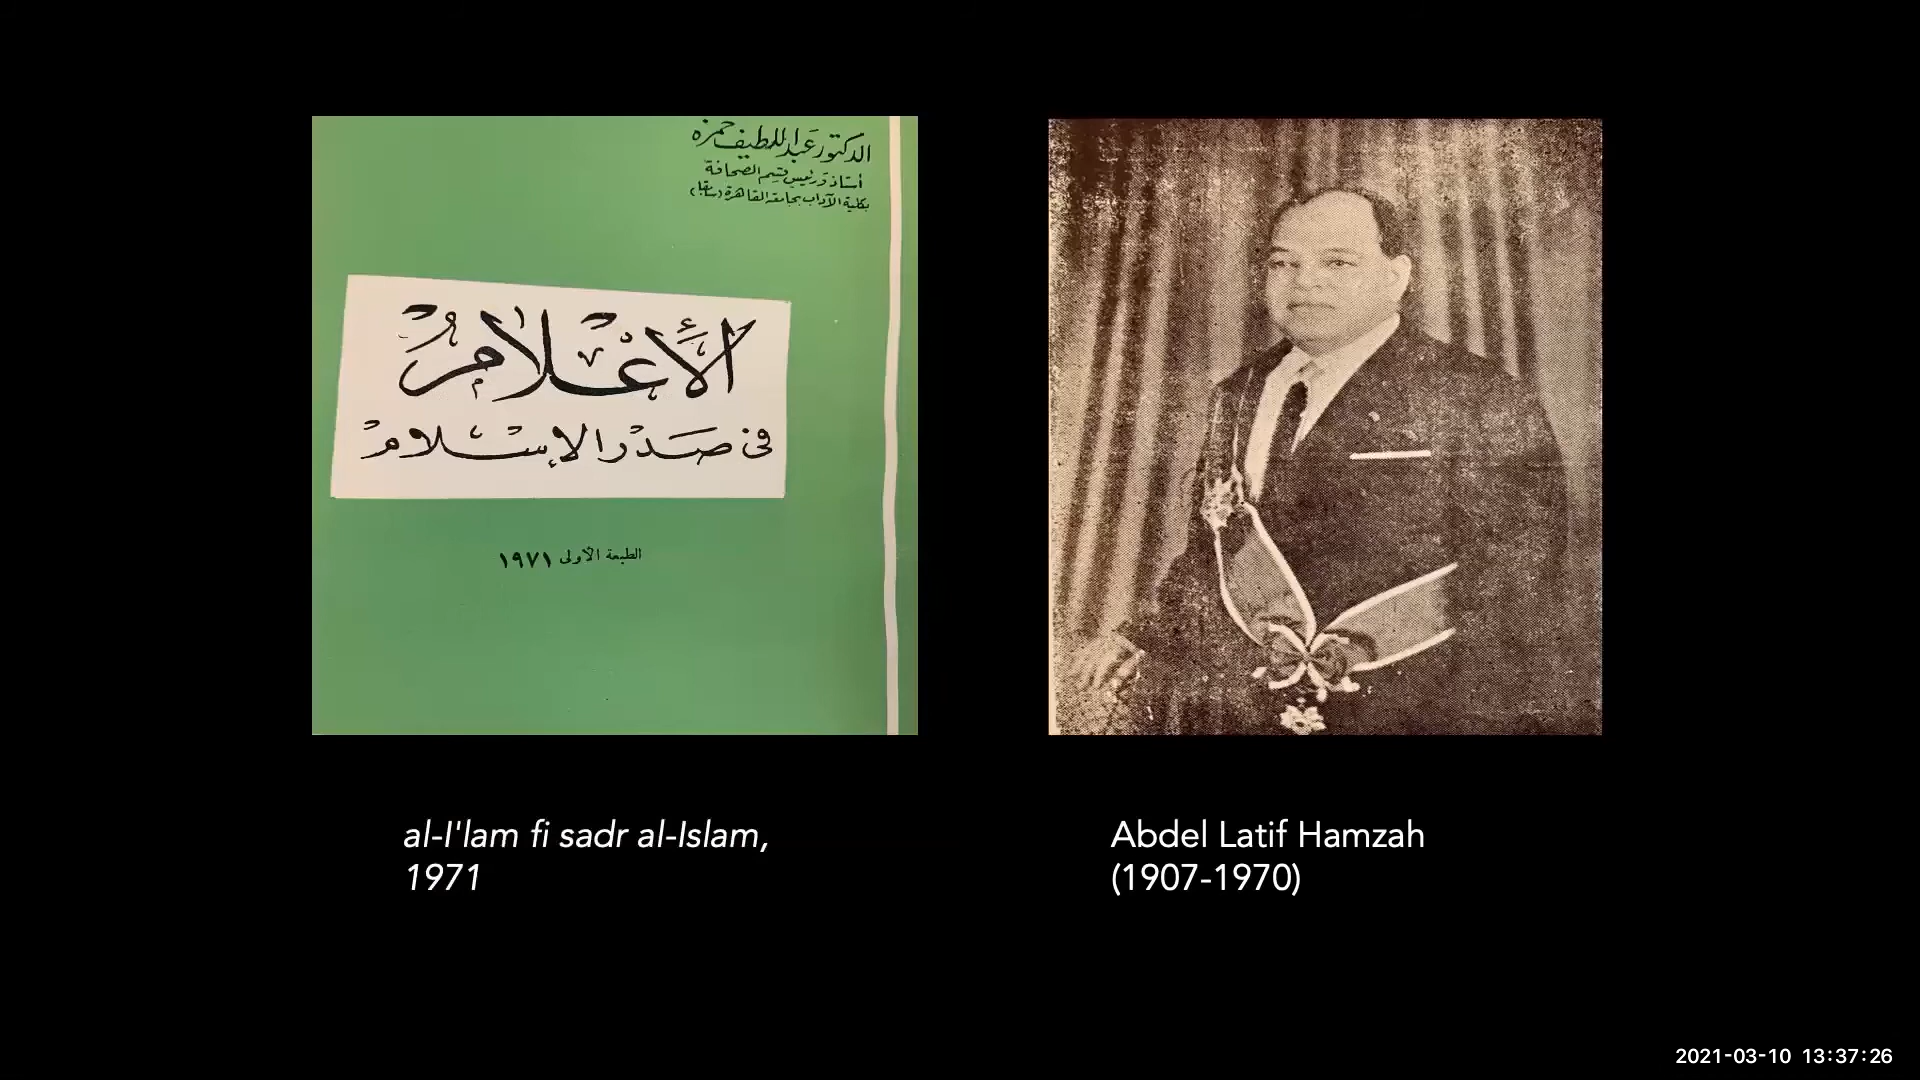 الدكتور عبد اللطيف حمزه
أستاذ ورئيس قسم الصحافة
بكلية الآداب بجامعة القاهرة (سابقا)
الأعلام
فى صدر الإسلام
الطبعة الأولى ١٩٧١
al-I'lam fi sadr al-Islam,
1971
Abdel Latif Hamzah
(1907-1970)
2021-03-10 13:37:26